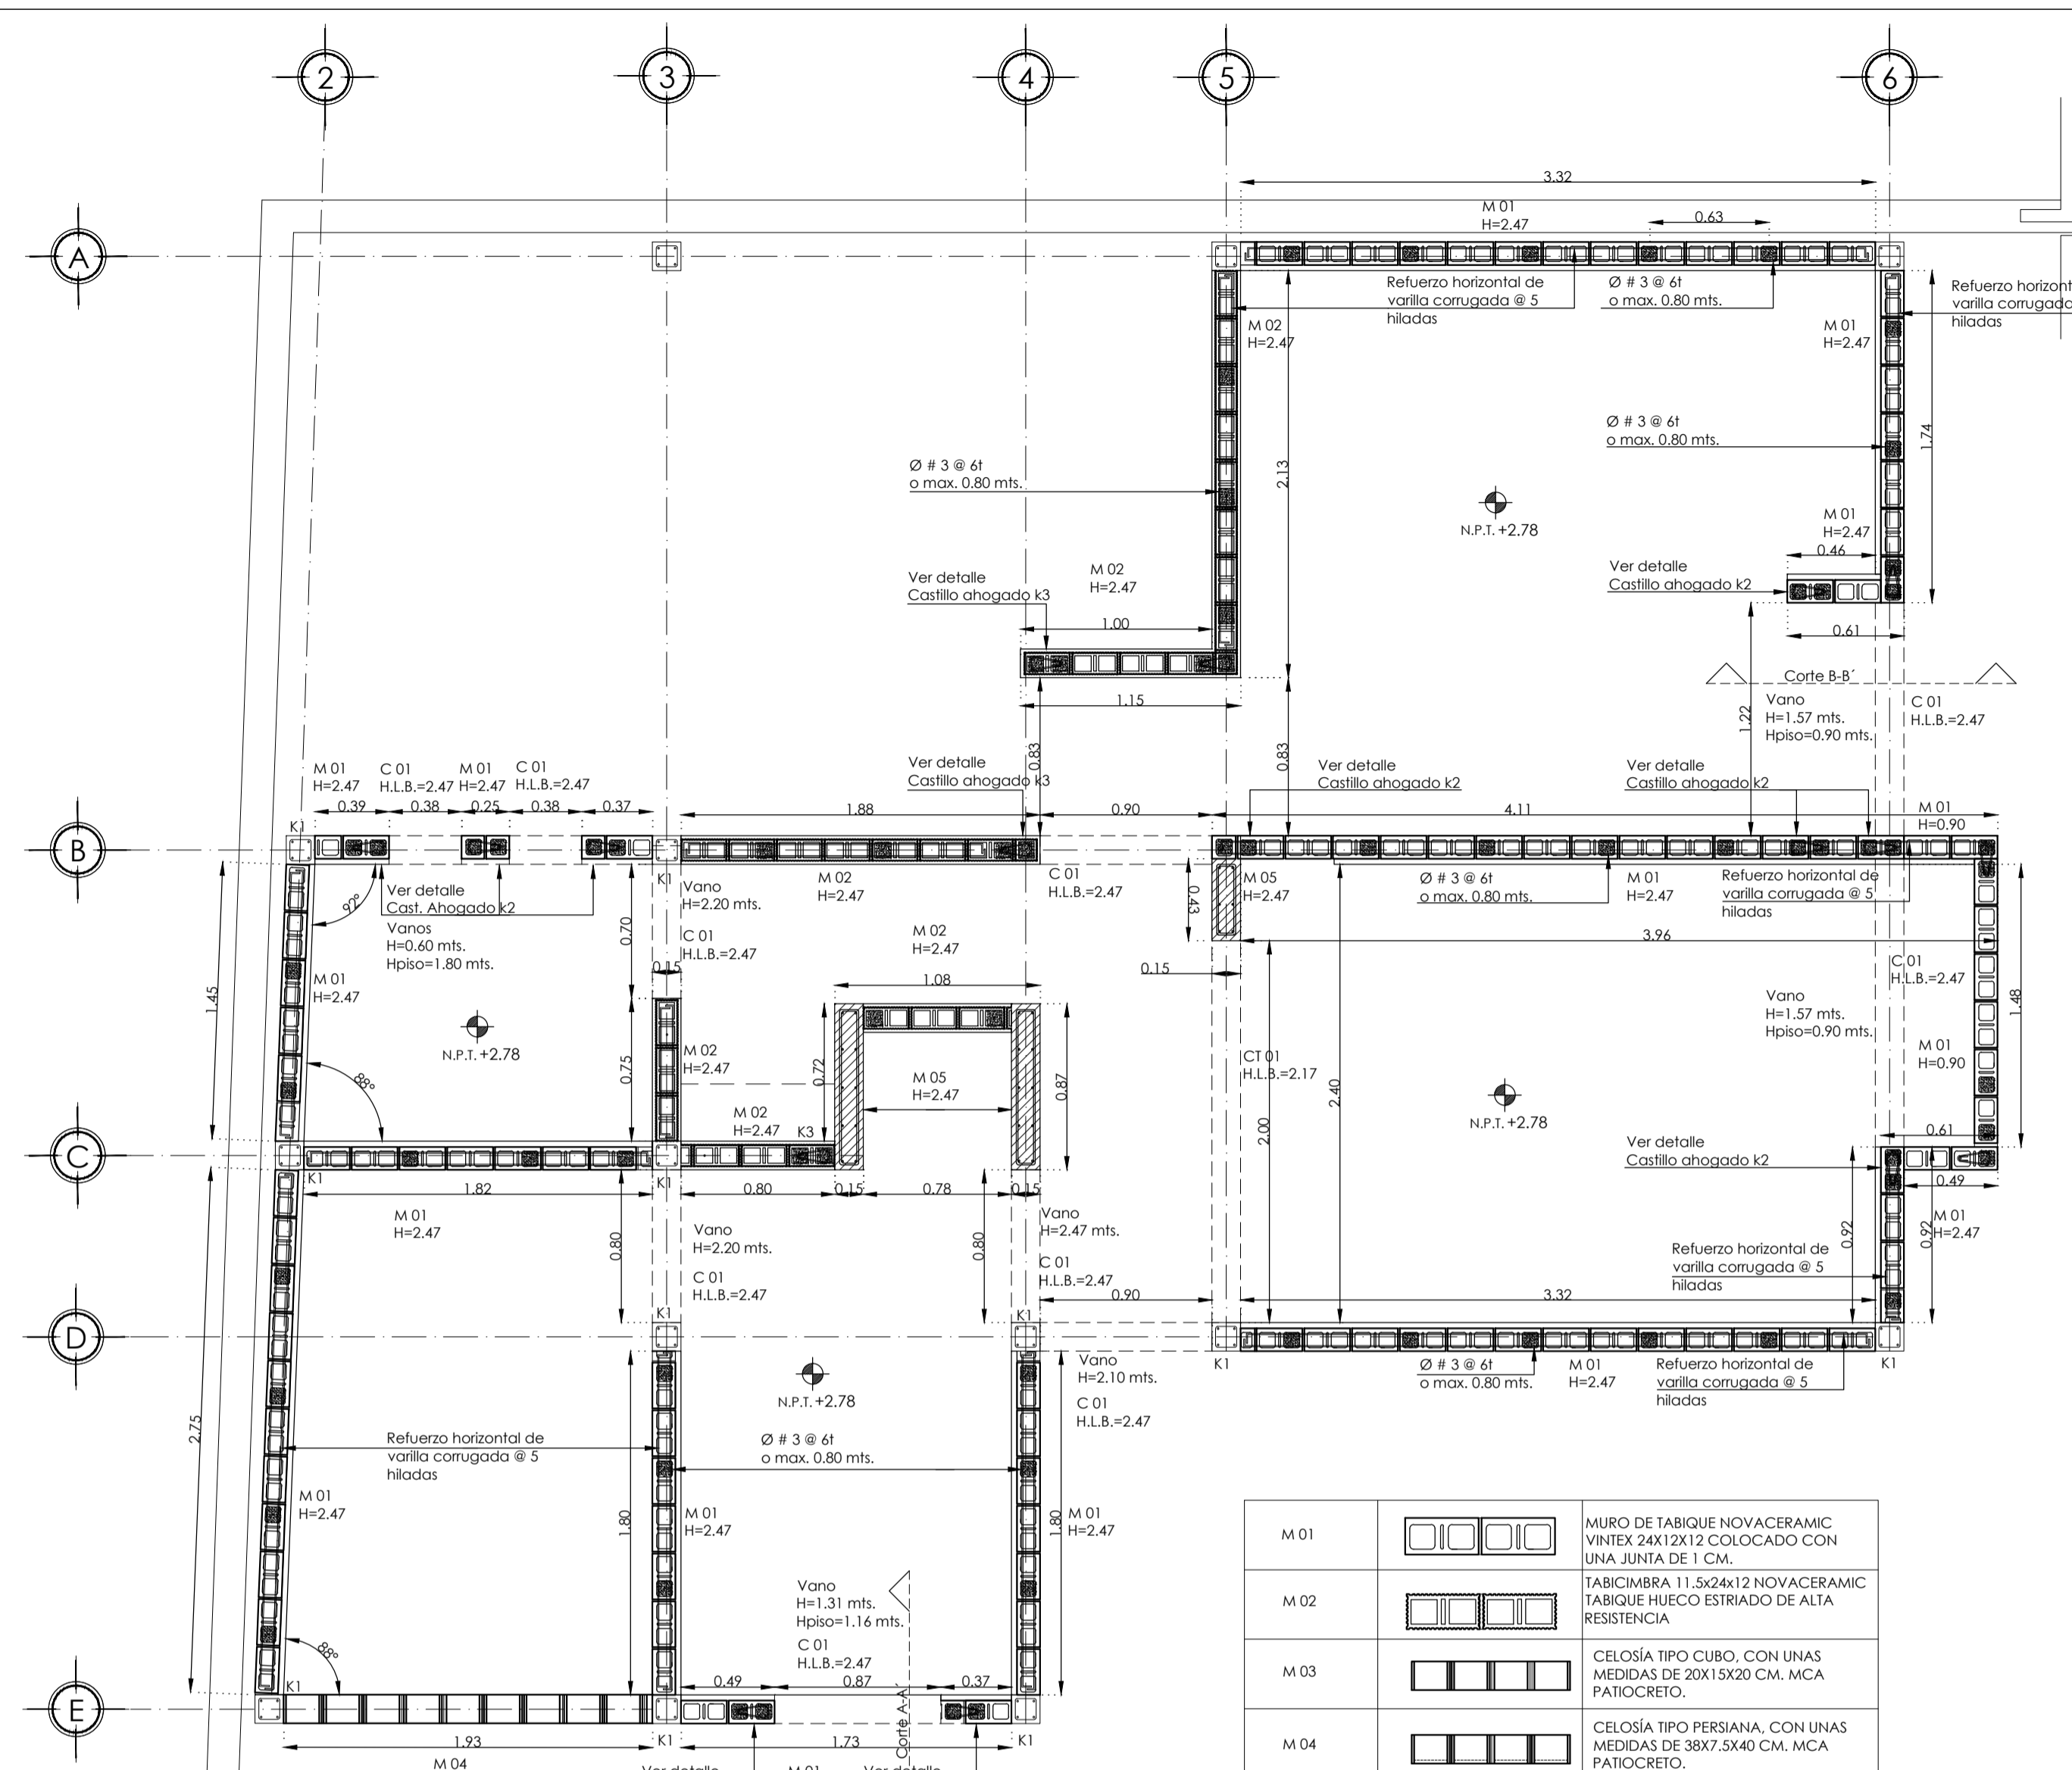 2
3
4
5
6
A
B
C
D
E
3.32
M 01
H=2.47
0.63
Refuerzo horizontal de
varilla corrugada @ 5
hiladas
Ø # 3 @ 6t
o max. 0.80 mts.
varilla corrugada
hiladas
M 02
H=2.47
M 01
H=2.47
Ø # 3 @ 6t
o max. 0.80 mts.
1.74
Ø # 3 @ 6t
o max. 0.80 mts.
2.13
N.P.T. +2.78
M 01
H=2.47
0.46
Ver detalle
Castillo ahogado k3
M 02
H=2.47
Ver detalle
Castillo ahogado k2
1.00
0.61
1.15
Corte B-B´
Vano
H=1.57 mts.
Hpiso=0.90 mts.
C 01
H.L.B.=2.47
1.22
0.83
0.83
Ver detalle
Castillo ahogado k3
Ver detalle
Castillo ahogado k2
Ver detalle
Castillo ahogado k2
M 01
H=2.47
C 01
H.L.B.=2.47
M 01
H=2.47
C 01
H.L.B.=2.47
0.39
0.38
0.25
0.38
0.37
1.88
0.90
4.11
M 01
H=0.90
K1
K1
92°
Ver detalle
Cast. Ahogado k2
Vanos
H=0.60 mts.
Hpiso=1.80 mts.
0.70
Vano
H=2.20 mts.
M 02
H=2.47
C 01
H.L.B.=2.47
0.43
M 05
H=2.47
Ø # 3 @ 6t
o max. 0.80 mts.
M 01
H=2.47
Refuerzo horizontal de
varilla corrugada @ 5
hiladas
C 01
H.L.B.=2.47
M 02
H=2.47
3.96
0.15
0.15
1.08
1.45
M 01
H=2.47
C 01
H.L.B.=2.47
Vano
H=1.57 mts.
Hpiso=0.90 mts.
1.48
N.P.T. +2.78
0.75
M 02
H=2.47
0.72
M 05
H=2.47
0.87
CT 01
H.L.B.=2.17
M 01
H=0.90
88°
2.40
2.00
N.P.T. +2.78
M 02
H=2.47
K3
Ver detalle
Castillo ahogado k2
0.61
K1
1.82
K1
0.80
0.15
0.78
0.15
0.49
M 01
H=2.47
0.80
Vano
H=2.20 mts.
C 01
H.L.B.=2.47
0.80
Vano
H=2.47 mts.
C 01
H.L.B.=2.47
0.90
0.92
0.92
M 01
H=2.47
Refuerzo horizontal de
varilla corrugada @ 5
hiladas
3.32
K1
K1
K1
K1
Ø # 3 @ 6t
o max. 0.80 mts.
M 01
H=2.47
Refuerzo horizontal de
varilla corrugada @ 5
hiladas
Vano
H=2.10 mts.
C 01
H.L.B.=2.47
N.P.T. +2.78
2.75
Refuerzo horizontal de
varilla corrugada @ 5
hiladas
Ø # 3 @ 6t
o max. 0.80 mts.
M 01
H=2.47
1.80
M 01
H=2.47
1.80
M 01
H=2.47
Vano
H=1.31 mts.
Hpiso=1.16 mts.
C 01
H.L.B.=2.47
88°
K1
0.49
0.87
0.37
Corte A-A´
1.93
K1
1.73
K1
M 04
Ver detalle
M 01
Ver detalle
M 01
MURO DE TABIQUE NOVACERAMIC
VINTEX 24X12X12 COLOCADO CON
UNA JUNTA DE 1 CM.
M 02
TABICIMBRA 11.5x24x12 NOVACERAMIC
TABIQUE HUECO ESTRIADO DE ALTA
RESISTENCIA
M 03
CELOSÍA TIPO CUBO, CON UNAS
MEDIDAS DE 20X15X20 CM. MCA
PATIOCRETO.
M 04
CELOSÍA TIPO PERSIANA, CON UNAS
MEDIDAS DE 38X7.5X40 CM. MCA
PATIOCRETO.